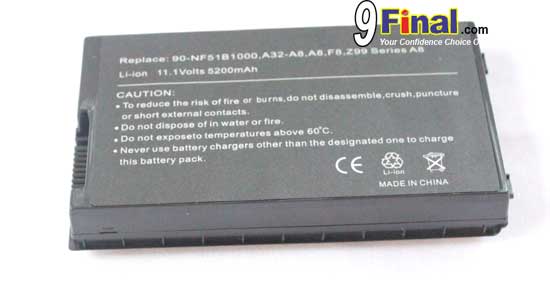 9Final.com
Your Confidence Choice
Replace: 90-NF51B1000,A32-A8,A8,F8,Z99 Series A8
Li-ion 11.1Volts 5200mAh
CAUTION:
• To reduce the risk of fire or burns,do not disassemble,crush,puncture
or short external contacts.
• Do not dispose of in water or fire.
• Do not exposeto temperatures above 60°C.
• Never use battery chargers other than the designated one to charge
this battery pack.
CE
Li-ion
MADE IN CHINA